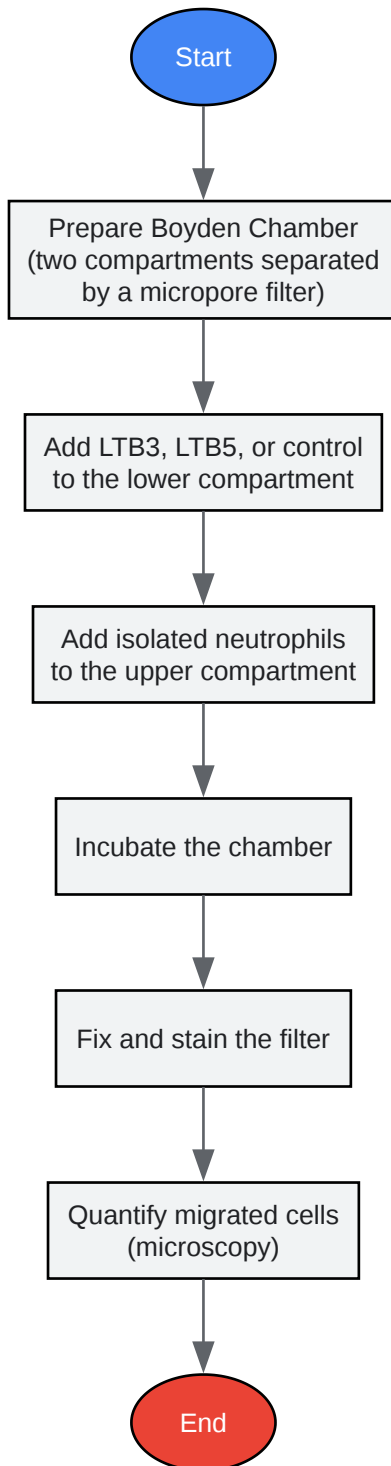 Start
Prepare Boyden Chamber
(two compartments separated
by a micropore filter)
Add LTB3, LTB5, or control
to the lower compartment
Add isolated neutrophils
to the upper compartment
Incubate the chamber
Fix and stain the filter
Quantify migrated cells
(microscopy)
End